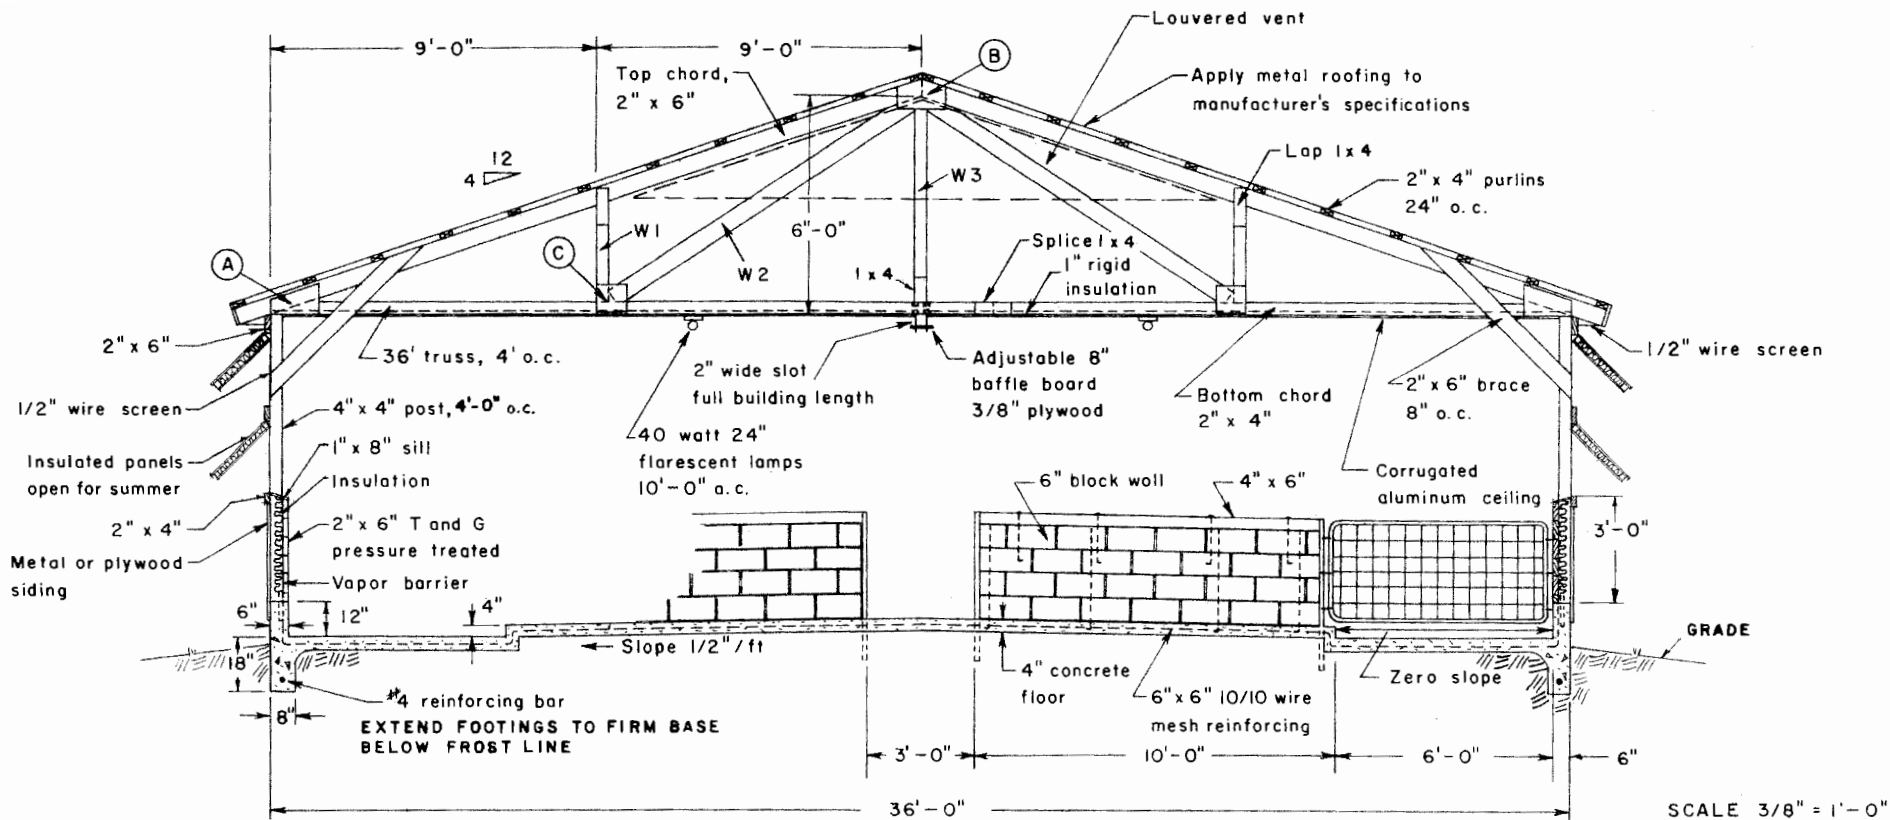 Louvered vent
9'-0"
9'-0"
B
Top chord,
2" x 6"
Apply metal roofing to
manufacturer's specifications
12
4
Lap 1x4
W3
2" x 4" purlins
24" o.c.
6'-0"
W1
Splice 1x4
A
C
W2
1x4
1" rigid
insulation
2" x 6"
36' truss, 4' o.c.
2" wide slot
full building length
Adjustable 8"
baffle board
3/8" plywood
1/2" wire screen
Bottom chord
2" x 4"
2" x 6" brace
8" o.c.
1/2" wire screen
4" x 4" post, 4'-0" o.c.
40 watt 24"
florescent lamps
10'-0" o.c.
1" x 8" sill
Insulated panels
open for summer
Insulation
6" block wall
4" x 6"
Corrugated
aluminum ceiling
2" x 4"
2" x 6" T and G
pressure treated
3'-0"
Metal or plywood
siding
Vapor barrier
6"
12"
4"
Slope 1/2"/ft
GRADE
18"
4" concrete
floor
Zero slope
#4 reinforcing bar
6" x 6" 10/10 wire
mesh reinforcing
8"
EXTEND FOOTINGS TO FIRM BASE
BELOW FROST LINE
3'-0"
10'-0"
6'-0"
6"
36'-0"
SCALE 3/8" = 1'-0"